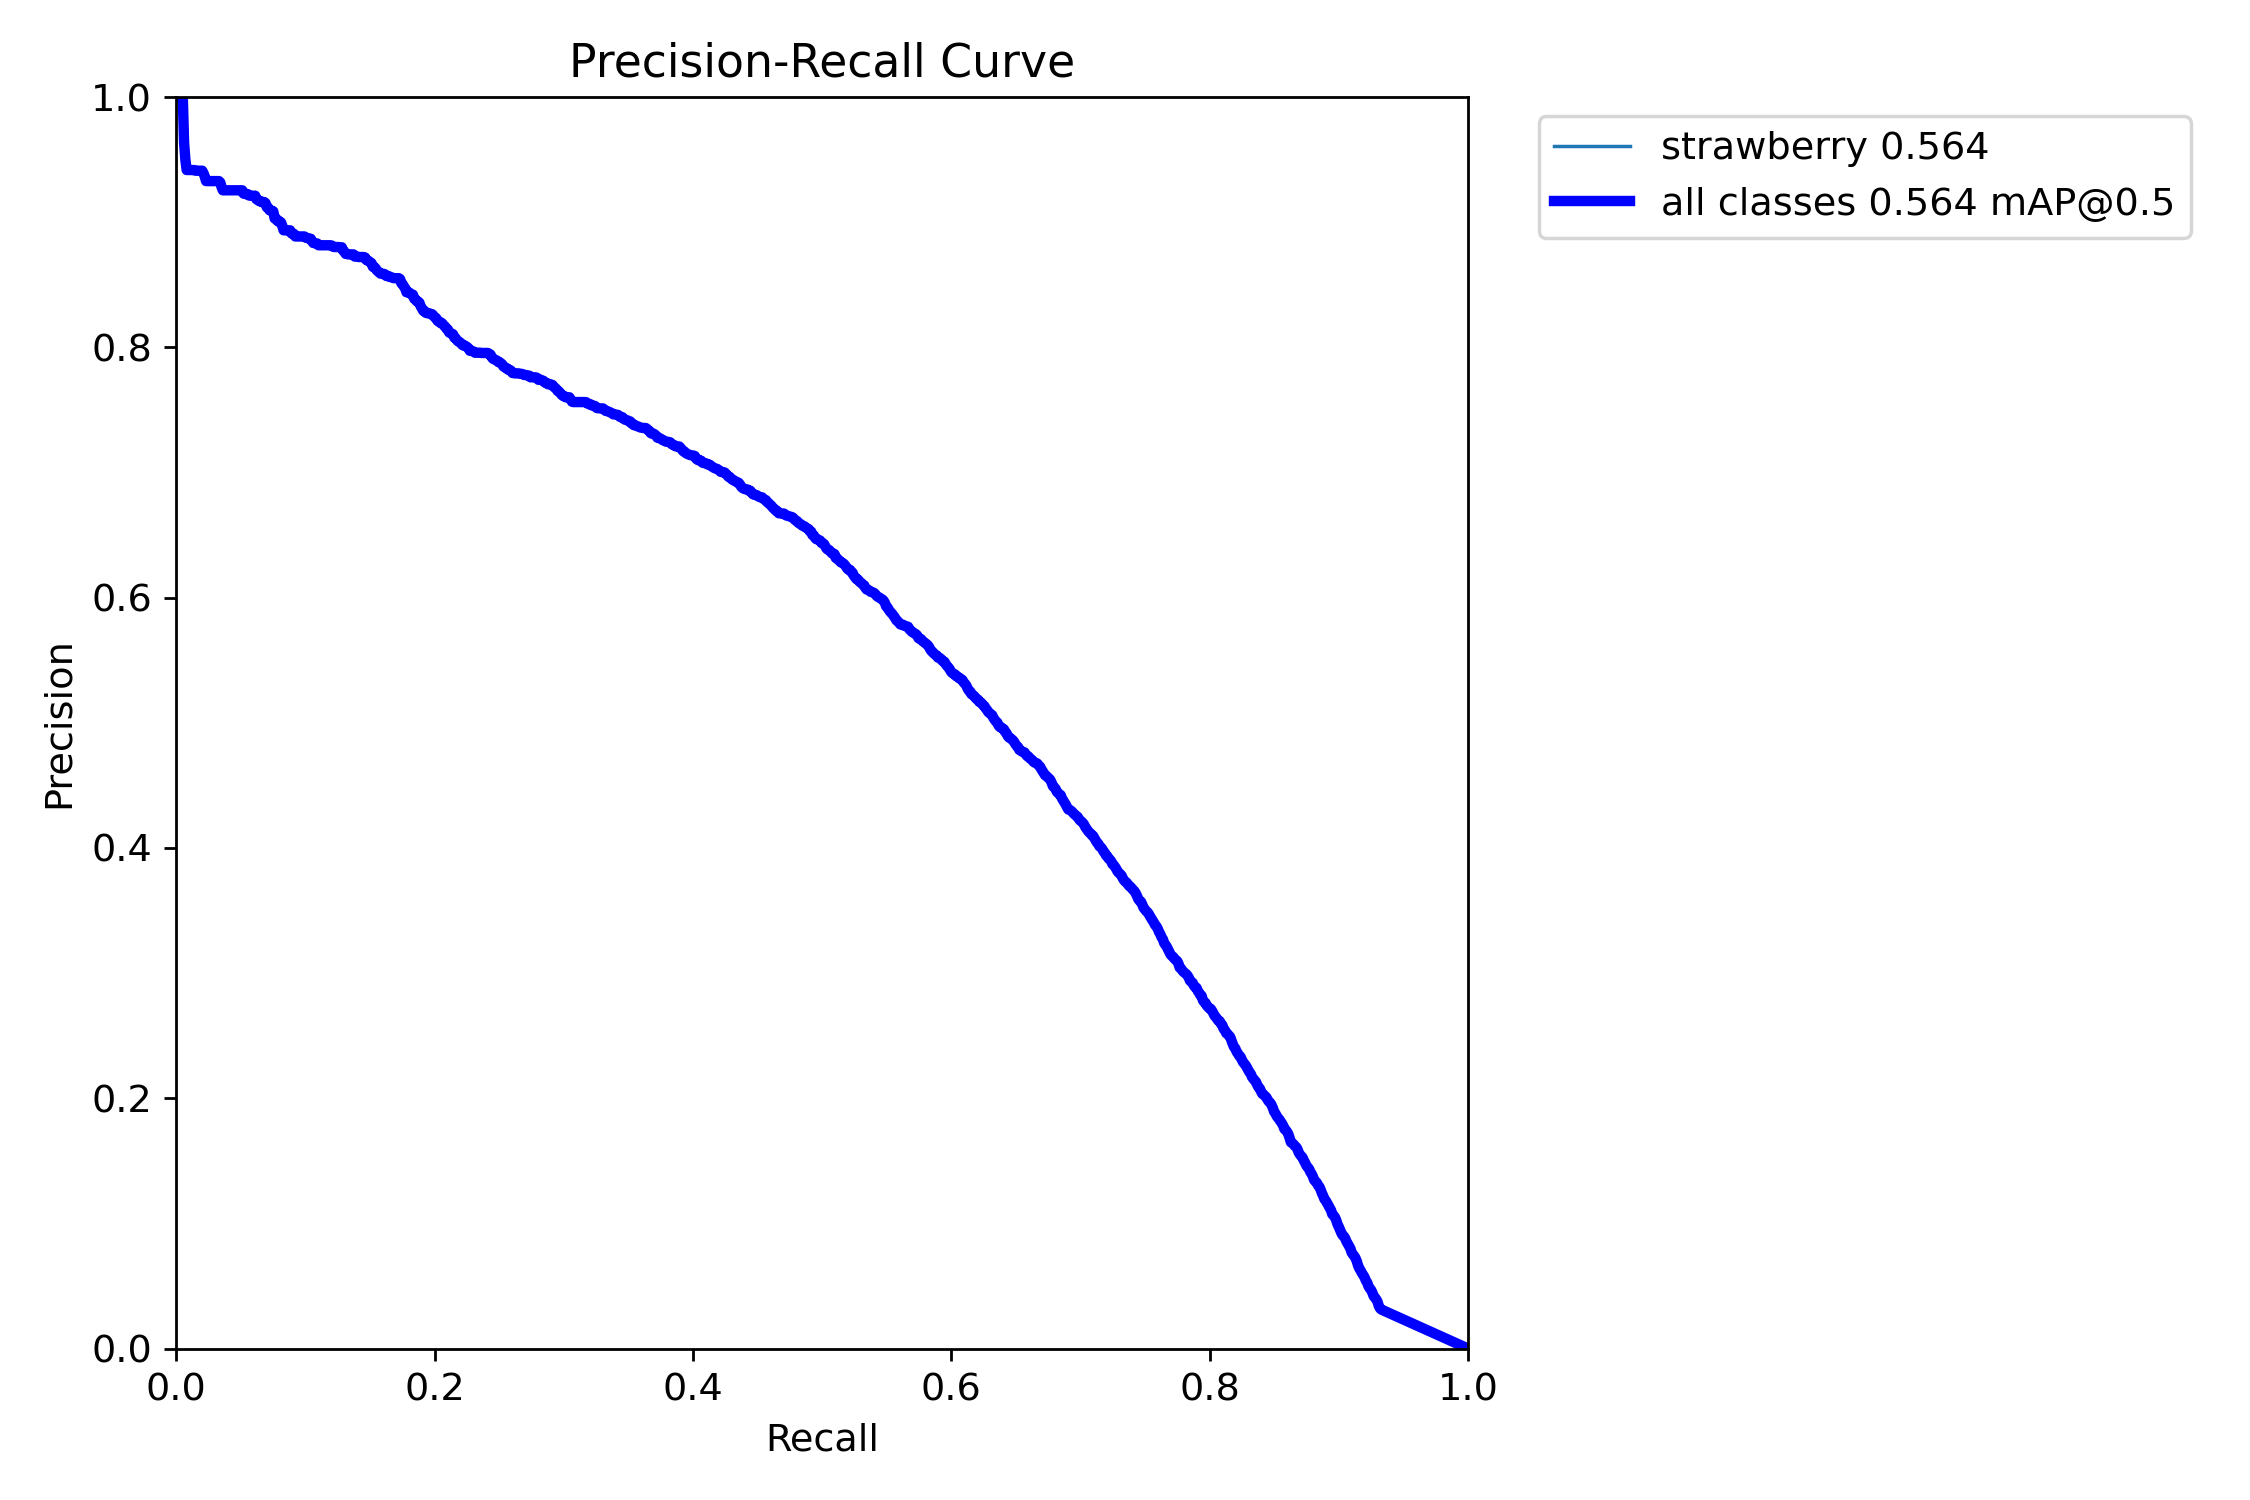 Precision-Recall Curve
strawberry 0.564
all classes 0.564 mAP@0.5
Precision
1.0
0.8
0.6
0.4
0.2
0.0
0.0 0.2 0.4 0.6 0.8 1.0
Recall